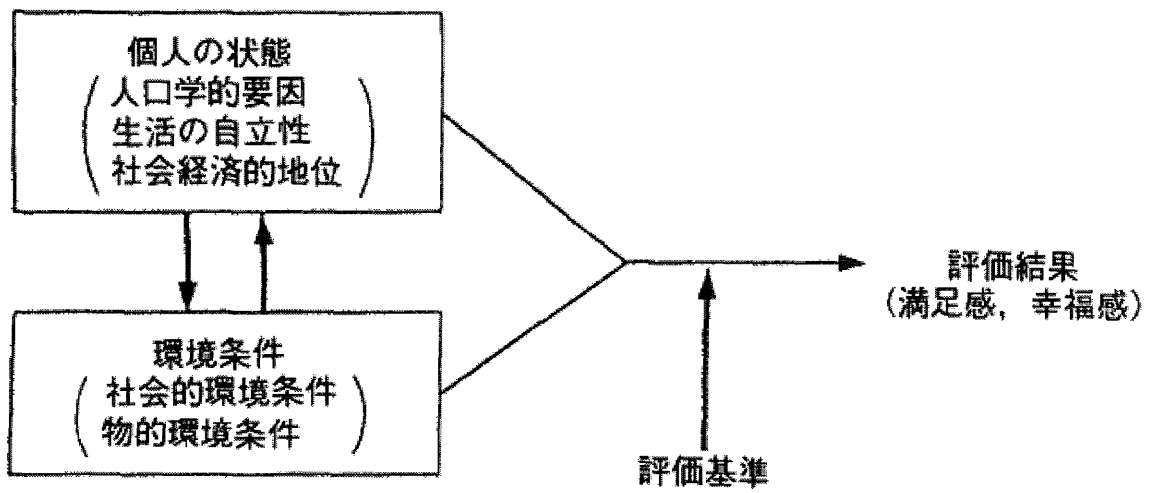 個人の状態
人口学的要因
生活の自立性
社会経済的地位
環境条件
社会的環境条件
物的環境条件
評価結果
(満足感, 幸福感)
評価基準